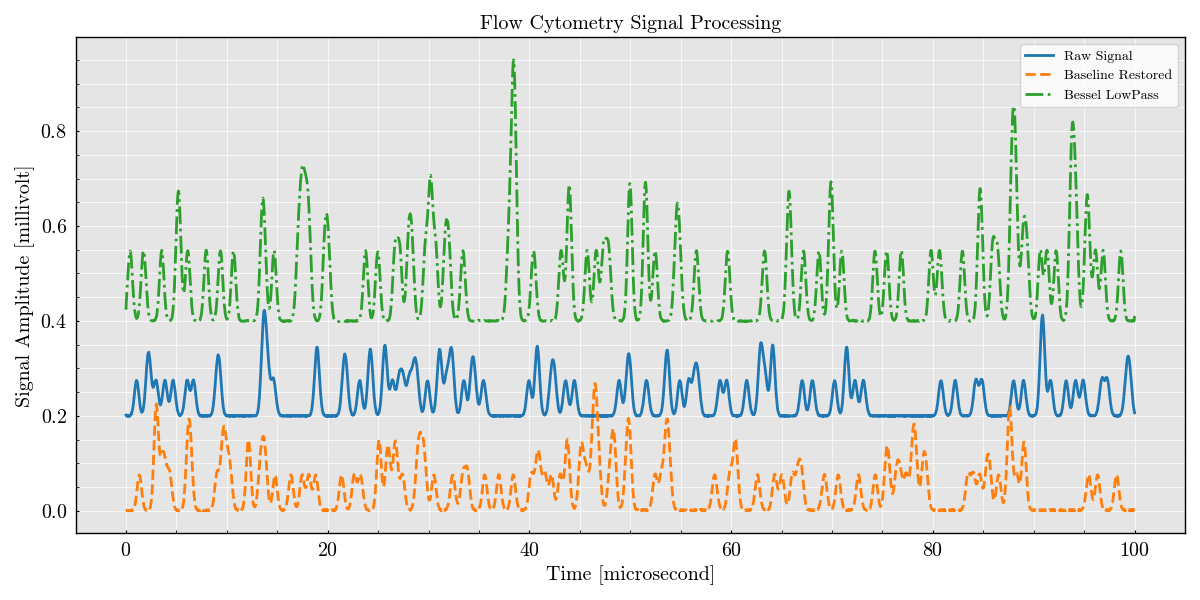 Flow Cytometry Signal Processing
Raw Signal
Baseline Restored
Bessel LowPass
Signal Amplitude [millivolt]
0.8
0.6
0.4
0.2
0.0
0 20 40 60 80 100
Time [microsecond]